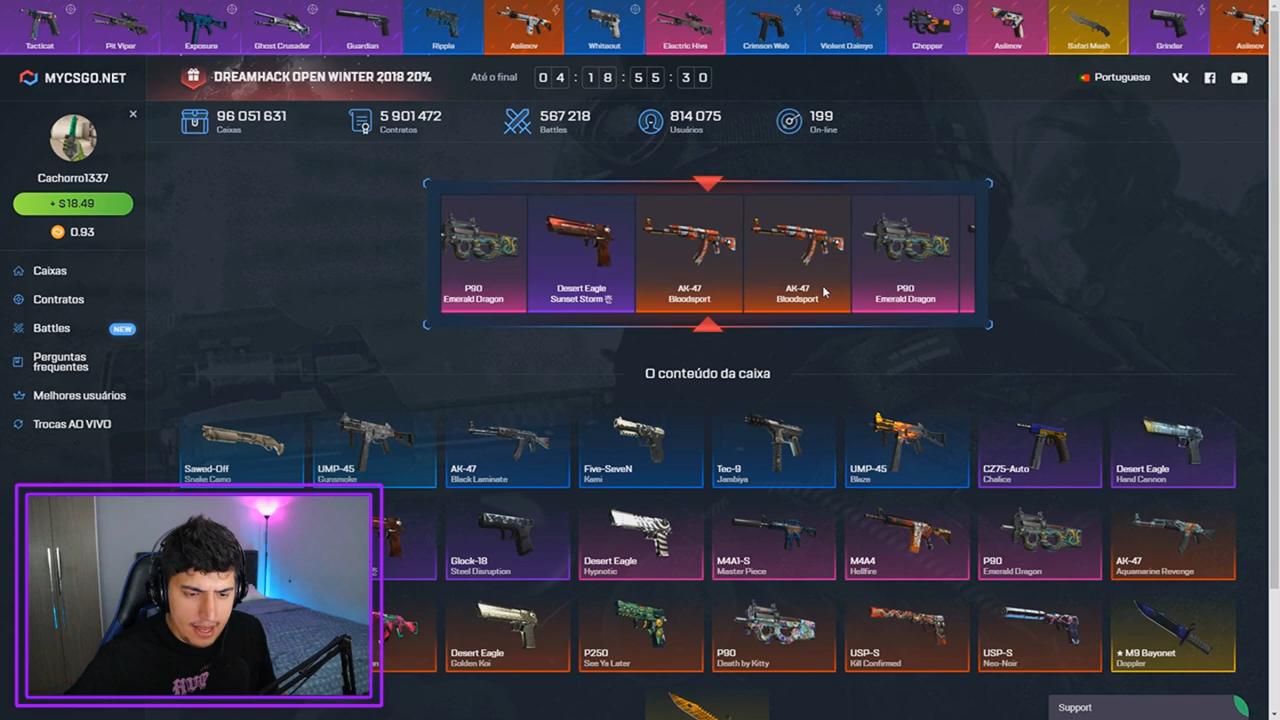 Tacticat
Pit Viper
Exposure
Ghost Crusader
Guardian
Ripple
Asiimov
Whiteout
Electric Hive
Crimson Web
Violent Daimyo
Chopper
Asiimov
Safari Mesh
Grinder
Asiimov
MYCSGO.NET
DREAMHACK OPEN WINTER 2018 20%
Até o final
04:18:55:30
Portuguese
96 051 631
Caixas
5 901 472
Contratos
567 218
Battles
814 075
Usuários
199
On-line
Cachorro1337
+ $18.49
0.93
Caixas
Contratos
Battles
NEW
Perguntas
frequentes
Melhores usuários
Trocas AO VIVO
P90
Emerald Dragon
Desert Eagle
Sunset Storm 壱
AK-47
Bloodsport
AK-47
Bloodsport
P90
Emerald Dragon
O conteúdo da caixa
Sawed-Off
Snake Camo
UMP-45
Gunsmoke
AK-47
Black Laminate
Five-SeveN
Kami
Tec-9
Jambiya
UMP-45
Blaze
CZ75-Auto
Chalice
Desert Eagle
Hand Cannon
Glock-18
Steel Disruption
Desert Eagle
Hypnotic
M4A1-S
Master Piece
M4A4
Hellfire
P90
Emerald Dragon
AK-47
Aquamarine Revenge
Desert Eagle
Golden Koi
P250
See Ya Later
P90
Death by Kitty
USP-S
Kill Confirmed
USP-S
Neo-Noir
★ M9 Bayonet
Doppler
Support